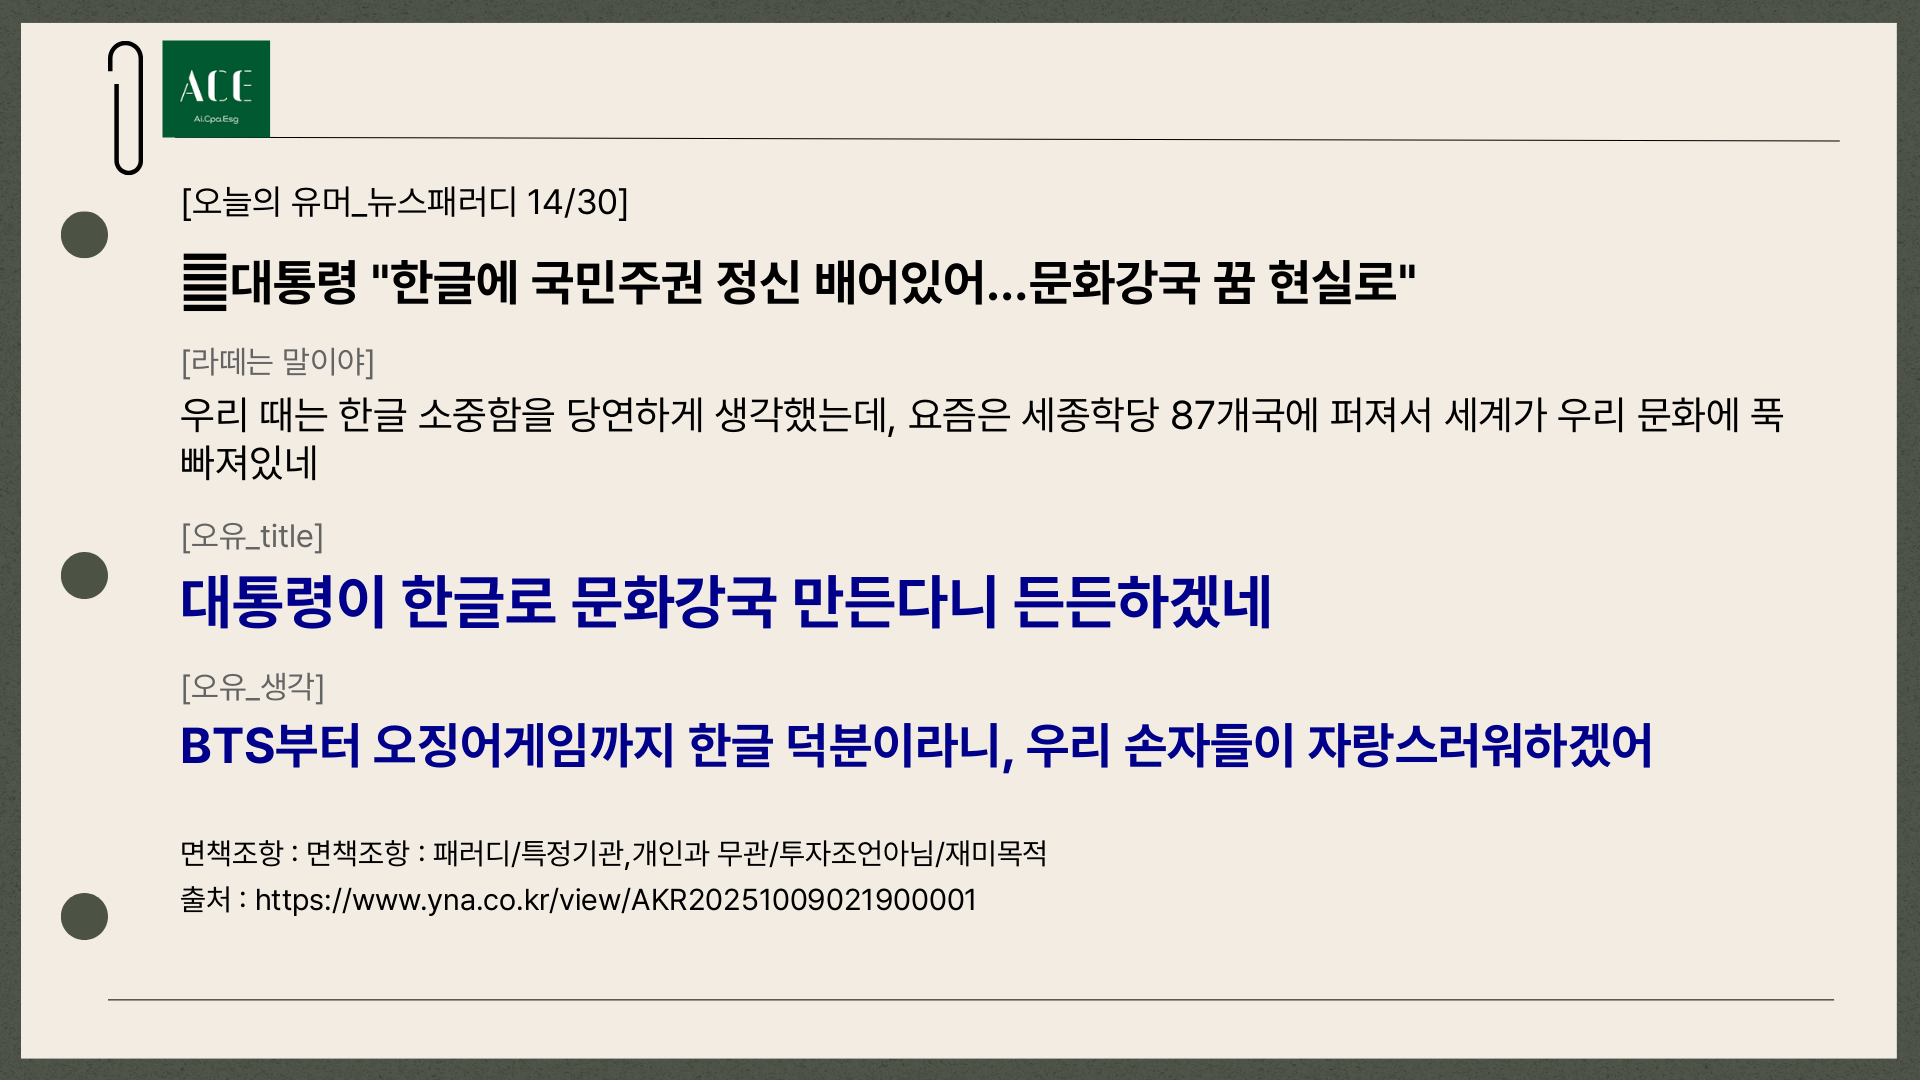 ACE
Ai.Cpa.Esg
[오늘의 유머_뉴스패러디 14/30]
대통령 "한글에 국민주권 정신 배어있어...문화강국 꿈 현실로"
[라떼는 말이야]
우리 때는 한글 소중함을 당연하게 생각했는데, 요즘은 세종학당 87개국에 퍼져서 세계가 우리 문화에 푹
빠져있네
[오유_title]
대통령이 한글로 문화강국 만든다니 든든하겠네
[오유_생각]
BTS부터 오징어게임까지 한글 덕분이라니, 우리 손자들이 자랑스러워하겠어
면책조항 : 면책조항 : 패러디/특정기관,개인과 무관/투자조언아님/재미목적
출처 : https://www.yna.co.kr/view/AKR20251009021900001